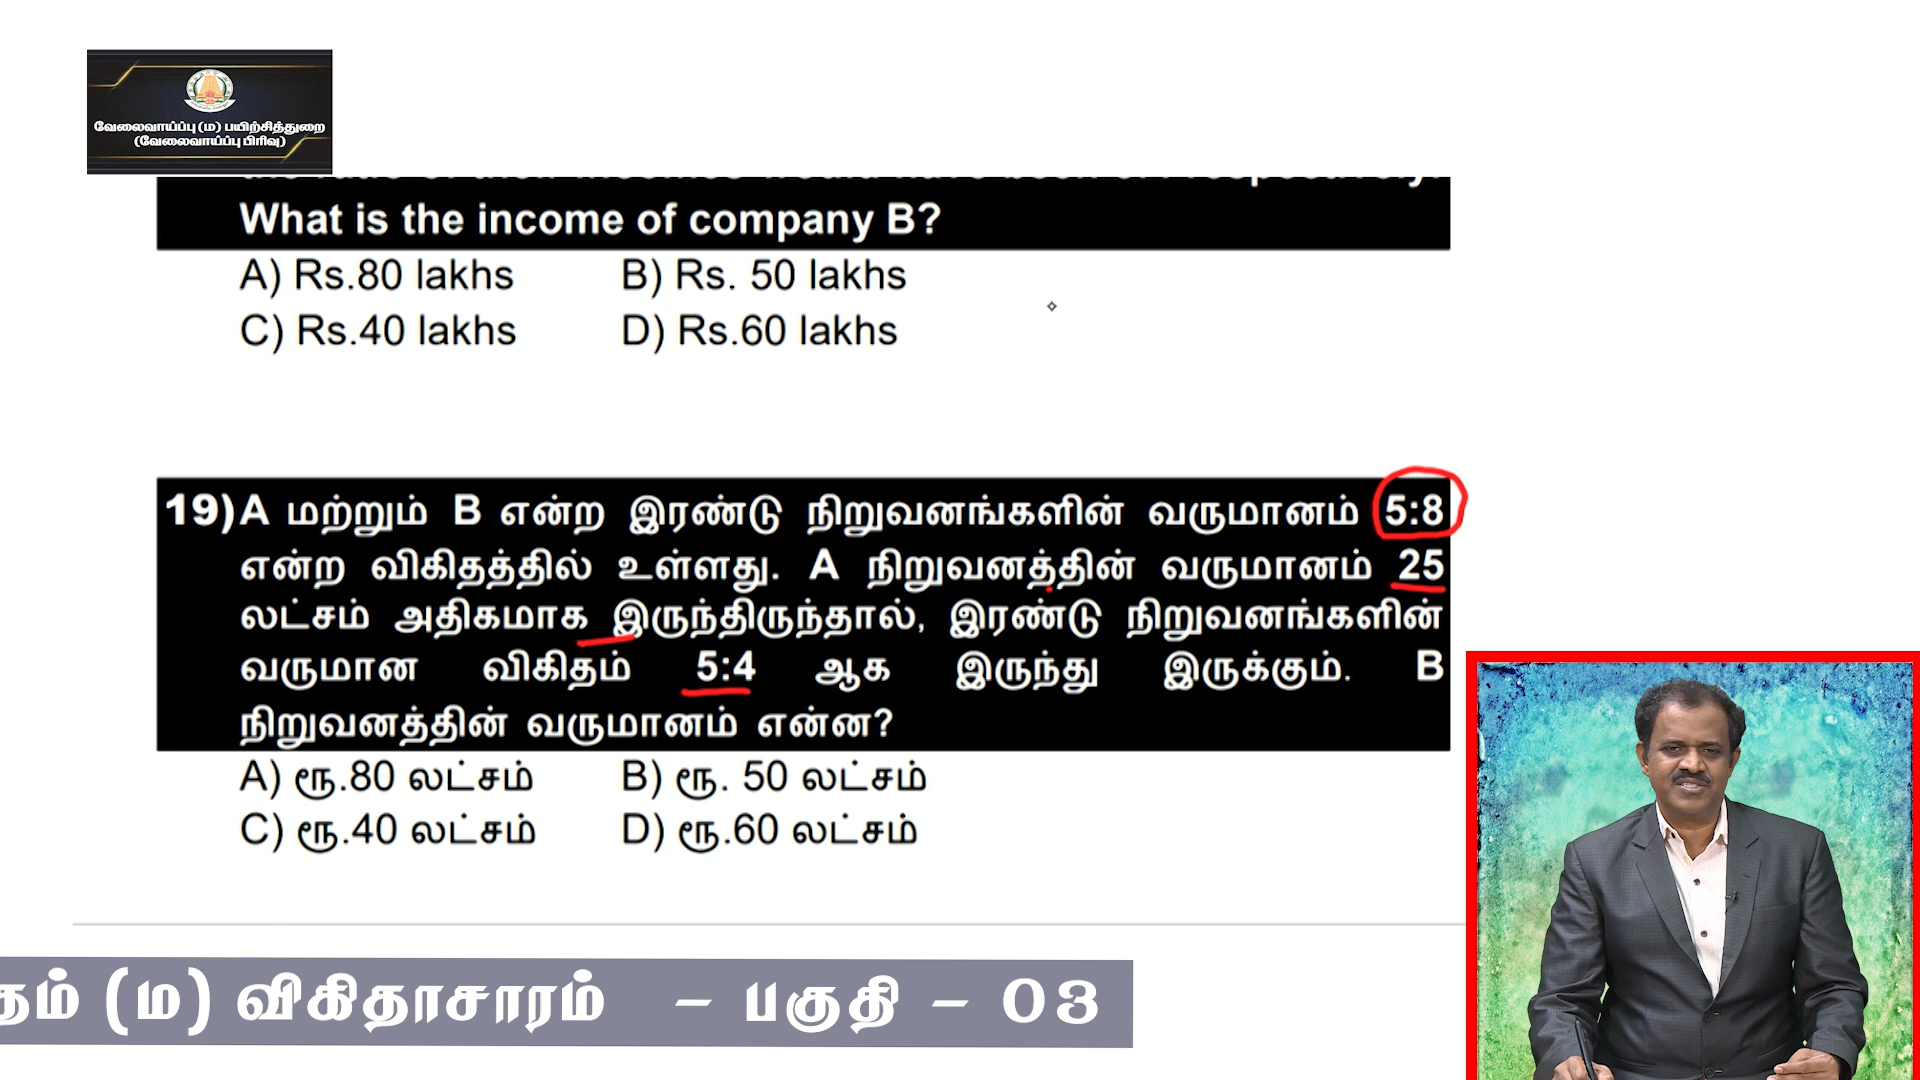 வேலைவாய்ப்பு (ம) பயிற்சித்துறை
(வேலைவாய்ப்பு பிரிவு)
What is the income of company B?
A) Rs.80 lakhs B) Rs. 50 lakhs
C) Rs.40 lakhs D) Rs.60 lakhs
19) A மற்றும் B என்ற இரண்டு நிறுவனங்களின் வருமானம் 5:8
என்ற விகிதத்தில் உள்ளது. A நிறுவனத்தின் வருமானம் 25
லட்சம் அதிகமாக இருந்திருந்தால், இரண்டு நிறுவனங்களின்
வருமான விகிதம் 5:4 ஆக இருந்து இருக்கும். B
நிறுவனத்தின் வருமானம் என்ன?
A) ரூ.80 லட்சம் B) ரூ. 50 லட்சம்
C) ரூ.40 லட்சம் D) ரூ.60 லட்சம்
(ம) விகிதாசாரம் – பகுதி – 03